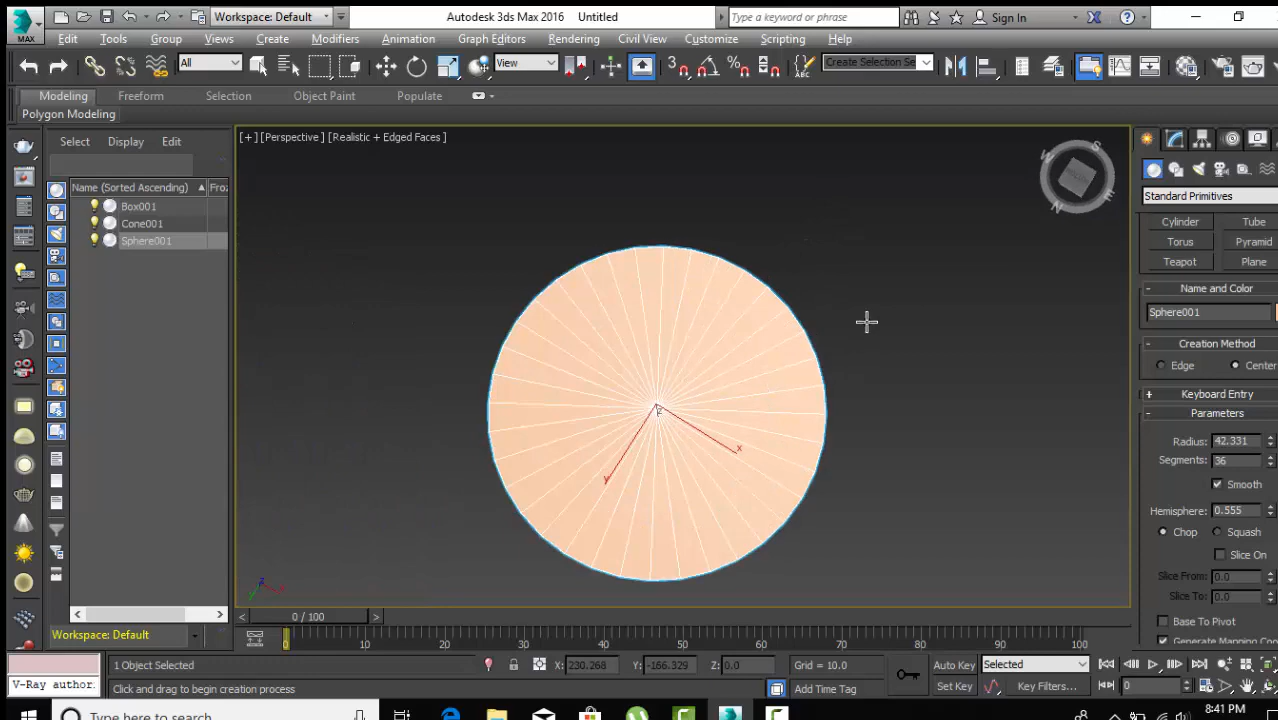 Workspace: Default
Autodesk 3ds Max 2016 Untitled
Type a keyword or phrase
Sign In
MAX
Edit Tools Group Views Create Modifiers Animation Graph Editors Rendering Civil View Customize Scripting Help
All
View
3
Create Selection Se
Modeling Freeform Selection Object Paint Populate
Polygon Modeling
Select Display Edit
[+] [Perspective] [Realistic + Edged Faces]
Name (Sorted Ascending) Fro
Box001
Cone001
Sphere001
W S N E
Standard Primitives
Cylinder Tube
Torus Pyramid
Teapot Plane
- Name and Color
Sphere001
- Creation Method
Edge Center
+ Keyboard Entry
- Parameters
Radius: 42.331
Segments: 36
Smooth
Hemisphere: 0.555
Chop Squash
Slice On
Slice From: 0.0
Slice To: 0.0
Base To Pivot
Generate Mapping Coo
z
x
y
z
x
y
< 0 / 100 >
Workspace: Default
0 10 20 30 40 50 60 70 80 90 100
1 Object Selected
X: 230.268 Y: -166.329 Z: 0.0
Grid = 10.0
Auto Key Selected
V-Ray author.
Click and drag to begin creation process
Add Time Tag
Set Key Key Filters...
0
Type here to search
8:41 PM